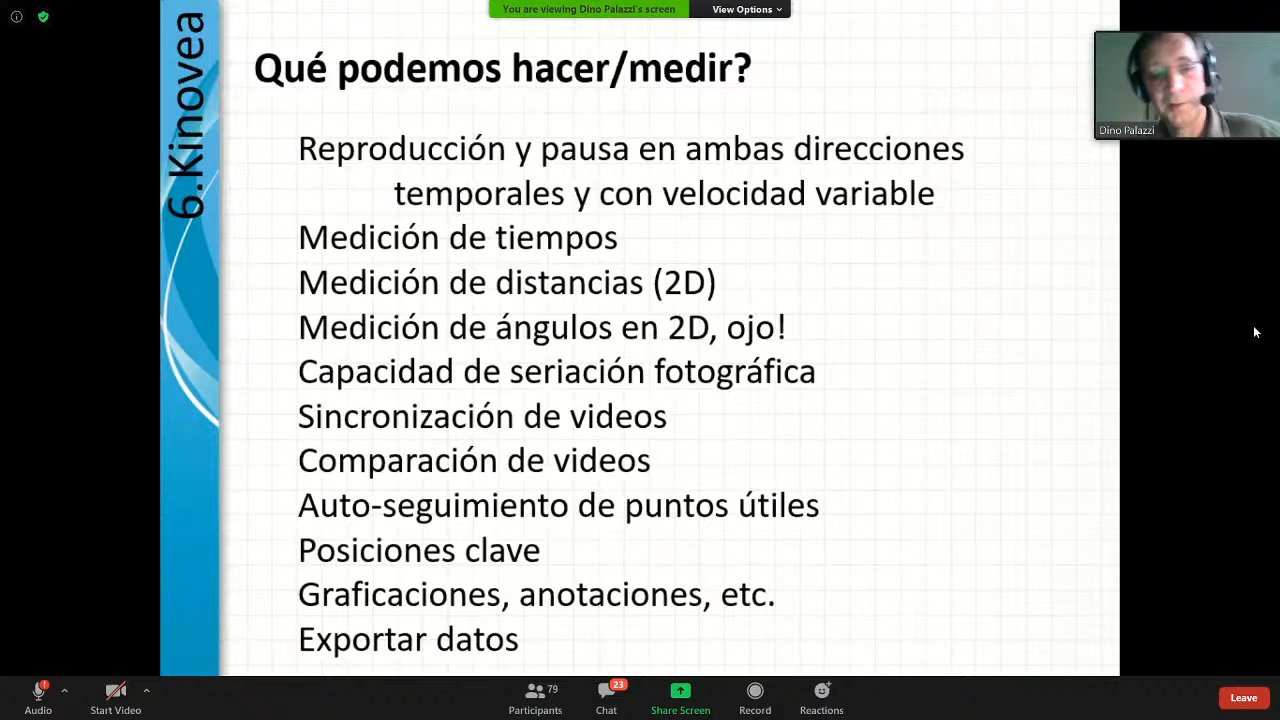 You are viewing Dino Palazzi's screen
View Options
6.Kinovea
Qué podemos hacer/medir?
Dino Palazzi
Reproducción y pausa en ambas direcciones
temporales y con velocidad variable
Medición de tiempos
Medición de distancias (2D)
Medición de ángulos en 2D, ojo!
Capacidad de seriación fotográfica
Sincronización de videos
Comparación de videos
Auto-seguimiento de puntos útiles
Posiciones clave
Graficaciones, anotaciones, etc.
Exportar datos
Audio
Start Video
79
Participants
23
Chat
Share Screen
Record
Reactions
Leave